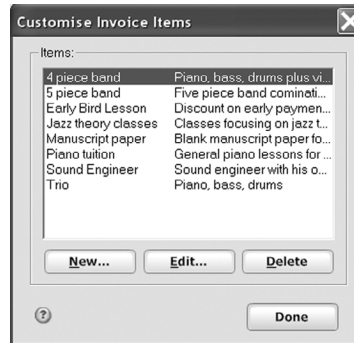 Customise Invoice Items
Items:
4 piece band Piano, bass, drums plus vi...
5 piece band Five piece band cominati...
Early Bird Lesson Discount on early paymen...
Jazz theory classes Classes focusing on jazz t...
Manuscript paper Blank manuscript paper fo...
Piano tuition General piano lessons for ...
Sound Engineer Sound engineer with his o...
Trio Piano, bass, drums
New... Edit... Delete
? Done